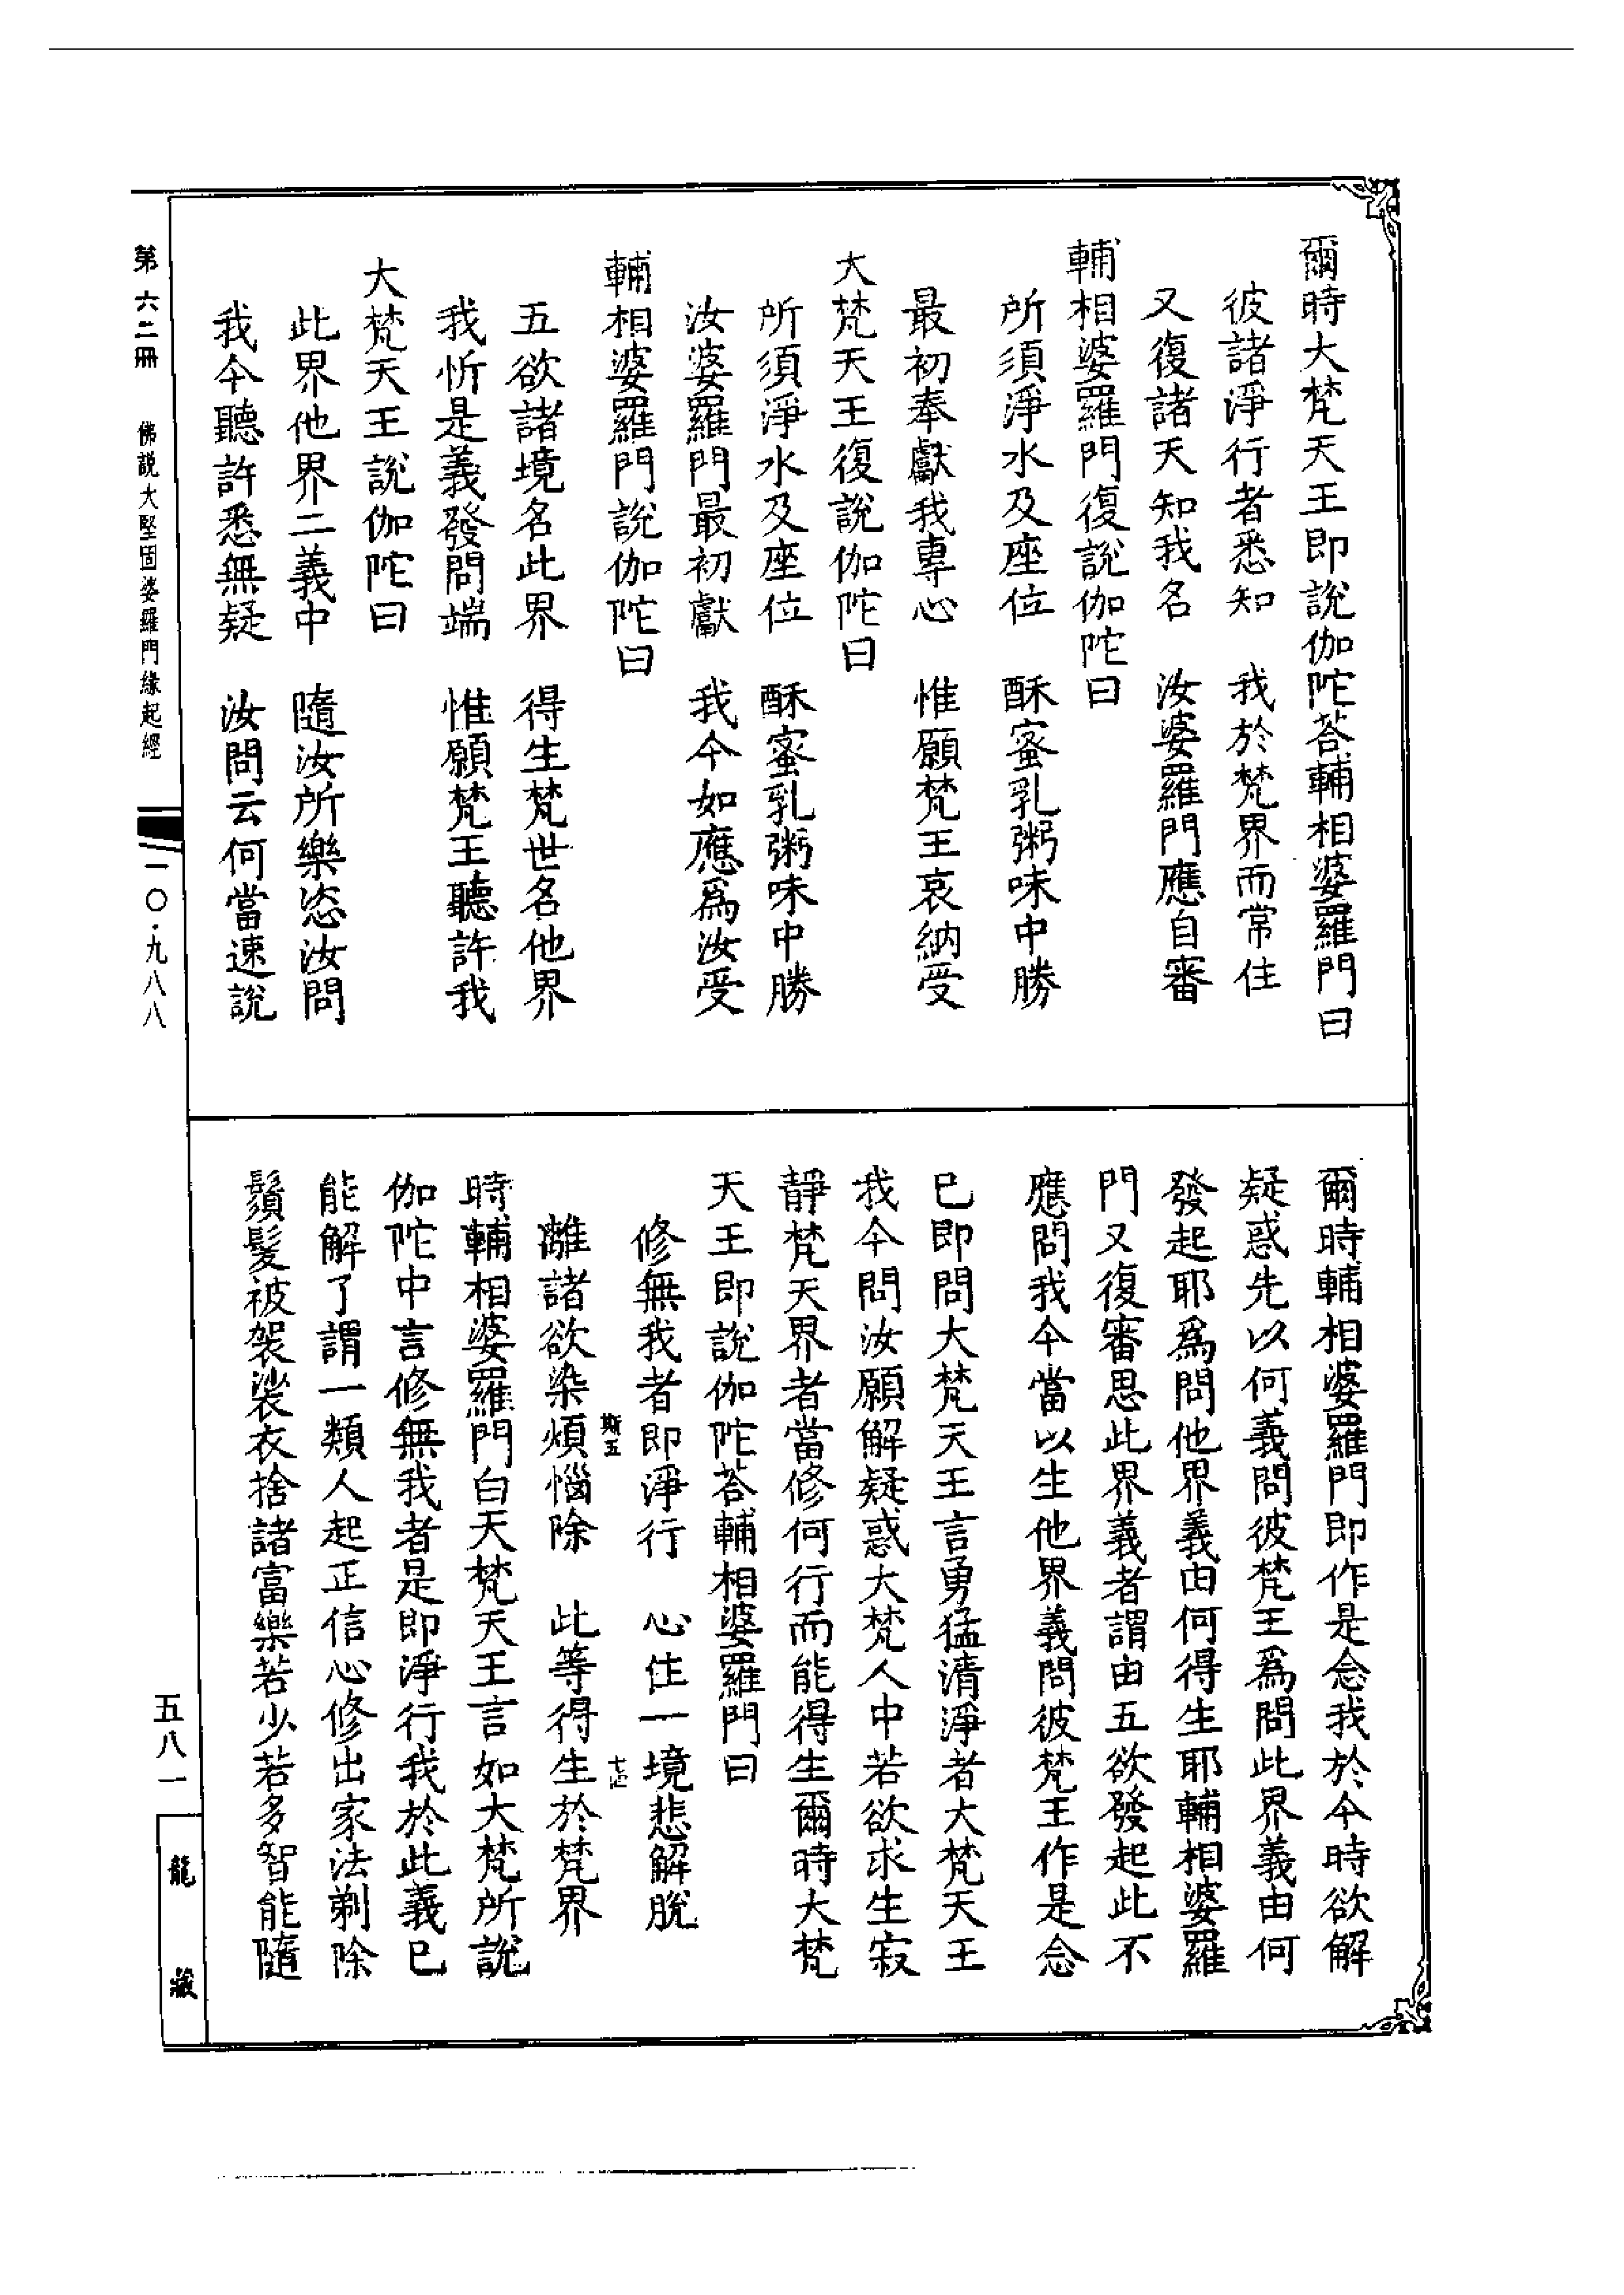 爾時大梵天王即說伽陀荅輔相婆羅門曰
彼諸淨行者悉知　我於梵界而常住
又復諸天知我名　汝婆羅門應自審
輔相婆羅門復說伽陀曰
所須淨水及座位　酥蜜乳粥味中勝
最初奉獻我專心　惟願梵王哀納受
大梵天王復說伽陀曰
所須淨水及座位　酥蜜乳粥味中勝
汝婆羅門最初獻　我今如應爲汝受
輔相婆羅門說伽陀曰
五欲諸境名此界　得生梵世名他界
我忻是義發問端　惟願梵王聽許我
大梵天王說伽陀曰
此界他界二義中　隨汝所樂恣汝問
我今聽許悉無疑　汝問云何當速說
爾時輔相婆羅門即作是念我於今時欲解
疑惑先以何義問彼梵王爲問此界義由何
發起耶爲問他界義由何得生耶輔相婆羅
門又復審思此界義者謂由五欲發起此不
應問我今當以生他界義問彼梵王作是念
已即問大梵天王言勇猛清淨者大梵天王
我今問汝願解疑惑大梵人中若欲求生寂
靜梵天界者當修何行而能得生爾時大梵
天王即說伽陀荅輔相婆羅門曰
修無我者即淨行　心住一境悲解脫
斯五
離諸欲染煩惱除　此等得生於梵界
時輔相婆羅門白天梵天王言如大梵所說
伽陀中言修無我者是即淨行我於此義已
能解了謂一類人起正信心修出家法剃除
鬚髮被袈裟衣捨諸富樂若少若多智能隨
第六二冊　佛說大堅固婆羅門緣起經　一〇·九八八
五八一
龍藏